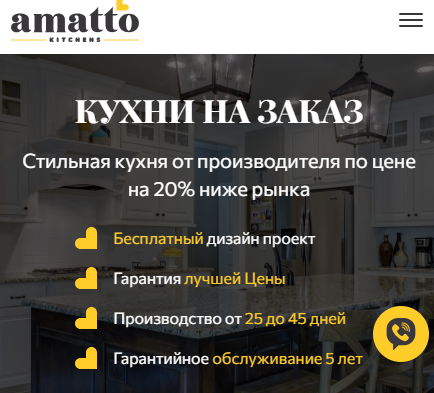 amatto
KITCHENS
КУХНИ НА ЗАКАЗ
Стильная кухня от производителя по цене
на 20% ниже рынка
Бесплатный дизайн проект
Гарантия лучшей Цены
Производство от 25 до 45 дней
Гарантийное обслуживание 5 лет